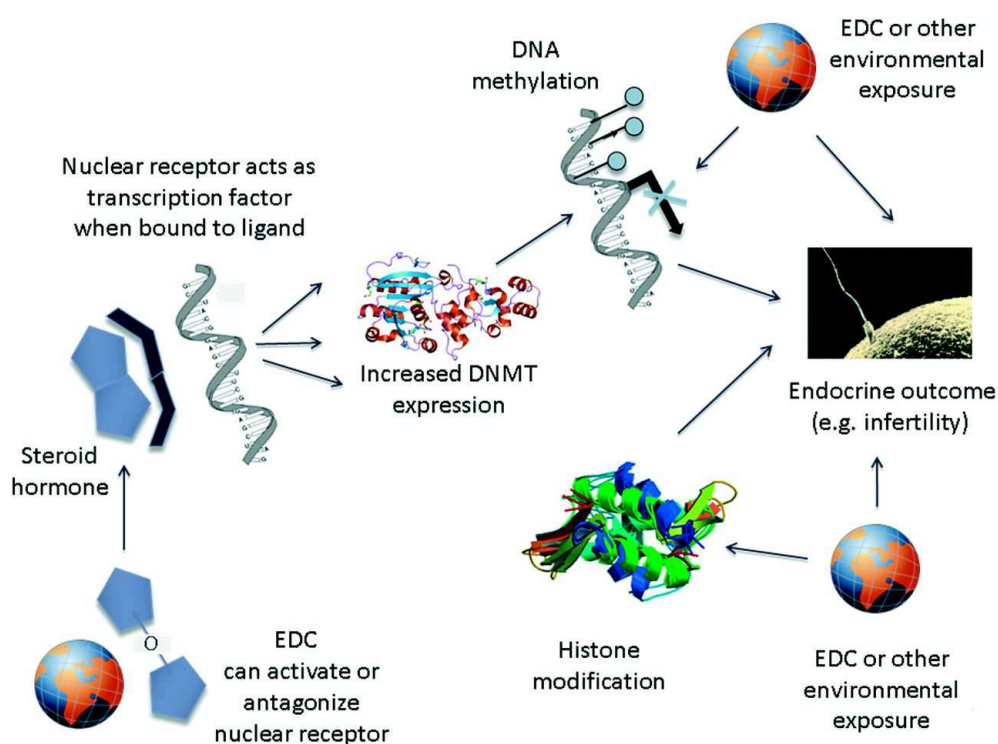 DNA
methylation
EDC or other
environmental
exposure
Nuclear receptor acts as
transcription factor
when bound to ligand
Increased DNMT
expression
Endocrine outcome
(e.g. infertility)
Steroid
hormone
O
EDC
can activate or
antagonize
nuclear receptor
Histone
modification
EDC or other
environmental
exposure